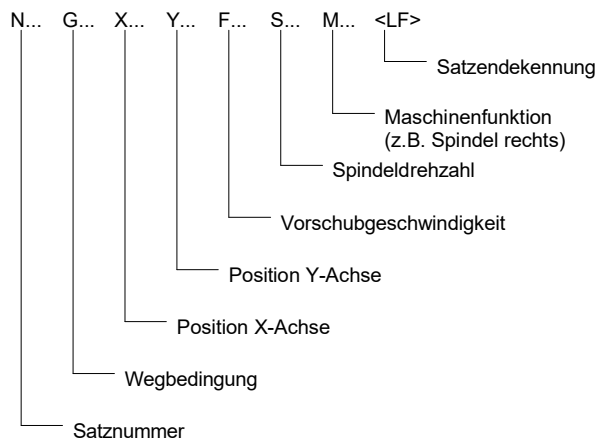 N... G... X... Y... F... S... M... <LF>
Satzendekennung
Maschinenfunktion
(z.B. Spindel rechts)
Spindeldrehzahl
Vorschubgeschwindigkeit
Position Y-Achse
Position X-Achse
Wegbedingung
Satznummer